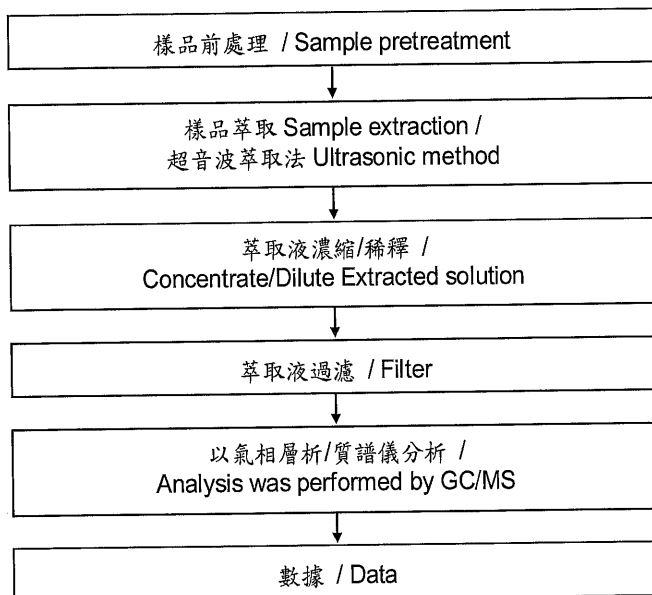 樣品前處理 / Sample pretreatment
樣品萃取 Sample extraction /
超音波萃取法 Ultrasonic method
萃取液濃縮/稀釋 /
Concentrate/Dilute Extracted solution
萃取液過濾 / Filter
以氣相層析/質譜儀分析 /
Analysis was performed by GC/MS
數據 / Data